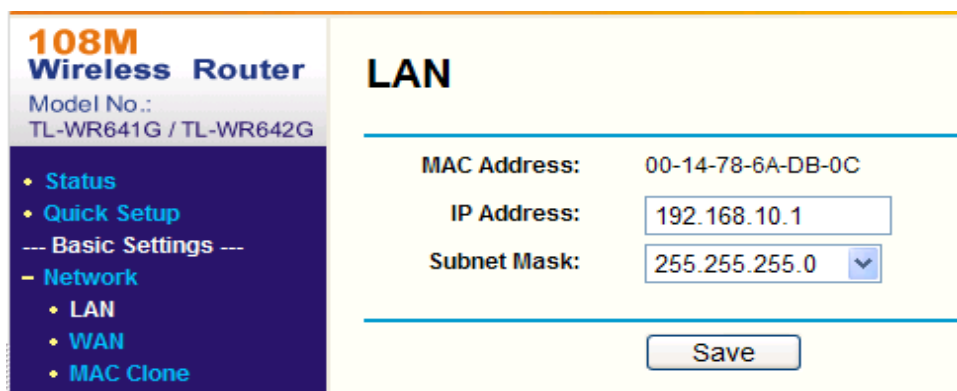 108M
Wireless Router
Model No.:
TL-WR641G / TL-WR642G
• Status
• Quick Setup
--- Basic Settings ---
– Network
• LAN
• WAN
• MAC Clone
LAN
MAC Address: 00-14-78-6A-DB-0C
IP Address: 192.168.10.1
Subnet Mask: 255.255.255.0
Save